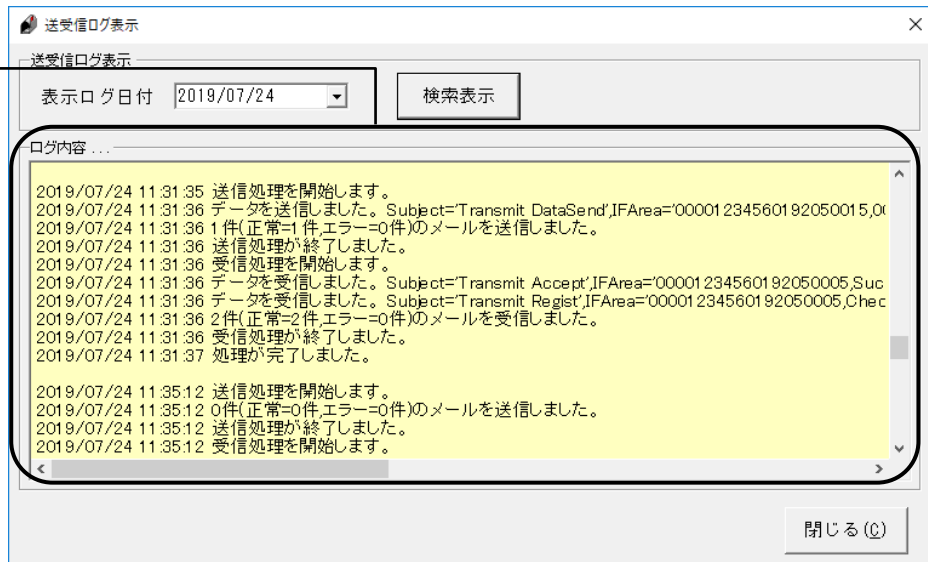 送受信ログ表示
送受信ログ表示
表示ログ日付 2019/07/24 検索表示
ログ内容 ...
2019/07/24 11:31:35 送信処理を開始します。
2019/07/24 11:31:36 データを送信しました。Subject='Transmit DataSend',IFArea='00001234560192050015,0(
2019/07/24 11:31:36 1件(正常=1件,エラー=0件)のメールを送信しました。
2019/07/24 11:31:36 送信処理が終了しました。
2019/07/24 11:31:36 受信処理を開始します。
2019/07/24 11:31:36 データを受信しました。Subject='Transmit Accept',IFArea='00001234560192050005,Suc
2019/07/24 11:31:36 データを受信しました。Subject='Transmit Regist',IFArea='00001234560192050005,Chec
2019/07/24 11:31:36 2件(正常=2件,エラー=0件)のメールを受信しました。
2019/07/24 11:31:36 受信処理が終了しました。
2019/07/24 11:31:37 処理が完了しました。
2019/07/24 11:35:12 送信処理を開始します。
2019/07/24 11:35:12 0件(正常=0件,エラー=0件)のメールを送信しました。
2019/07/24 11:35:12 送信処理が終了しました。
2019/07/24 11:35:12 受信処理を開始します。
閉じる(C)